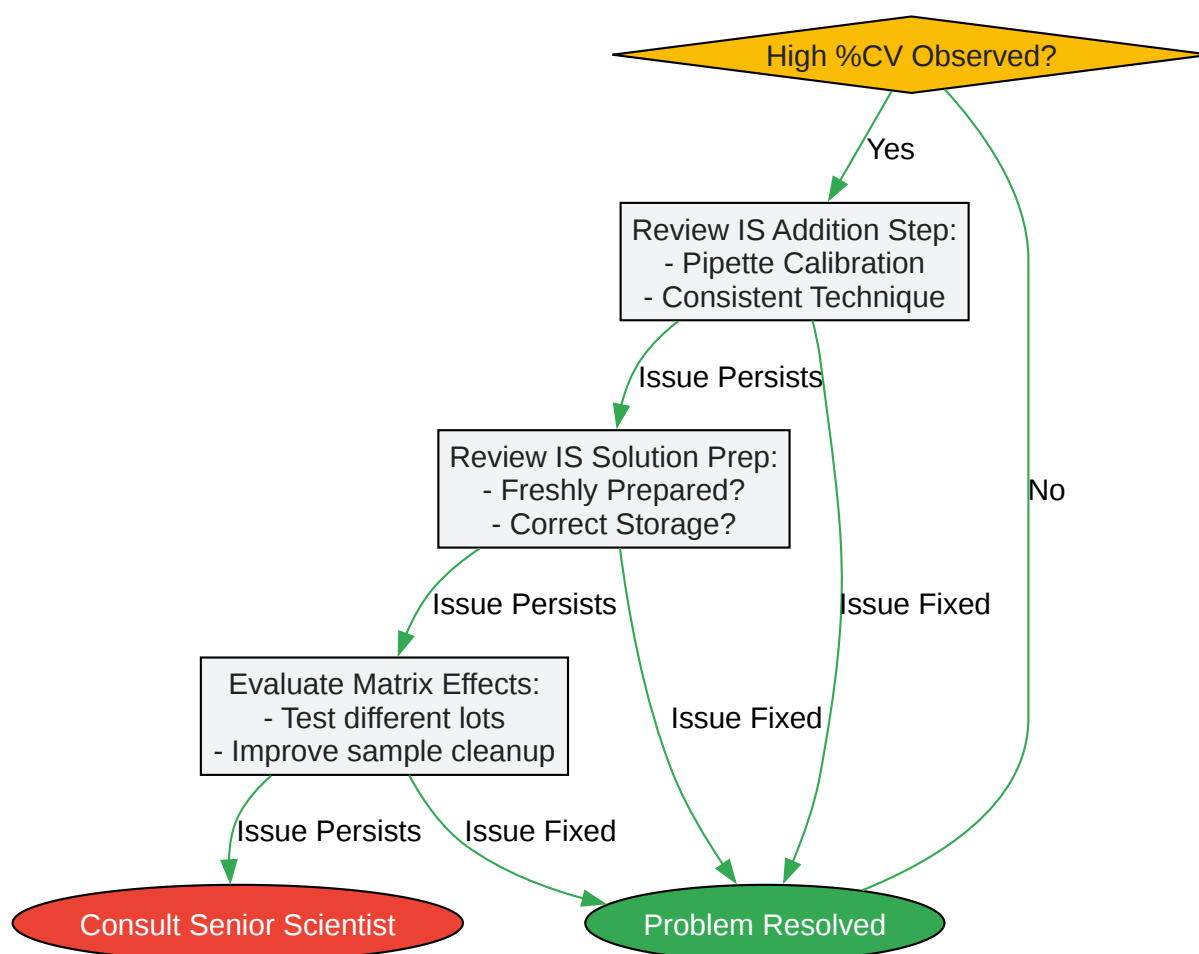 High %CV Observed?
Yes
Review IS Addition Step:
- Pipette Calibration
- Consistent Technique
Issue Persists
Review IS Solution Prep:
- Freshly Prepared?
- Correct Storage?
No
Issue Persists
Issue Fixed
Evaluate Matrix Effects:
- Test different lots
- Improve sample cleanup
Issue Fixed
Issue Persists
Issue Fixed
Consult Senior Scientist
Problem Resolved